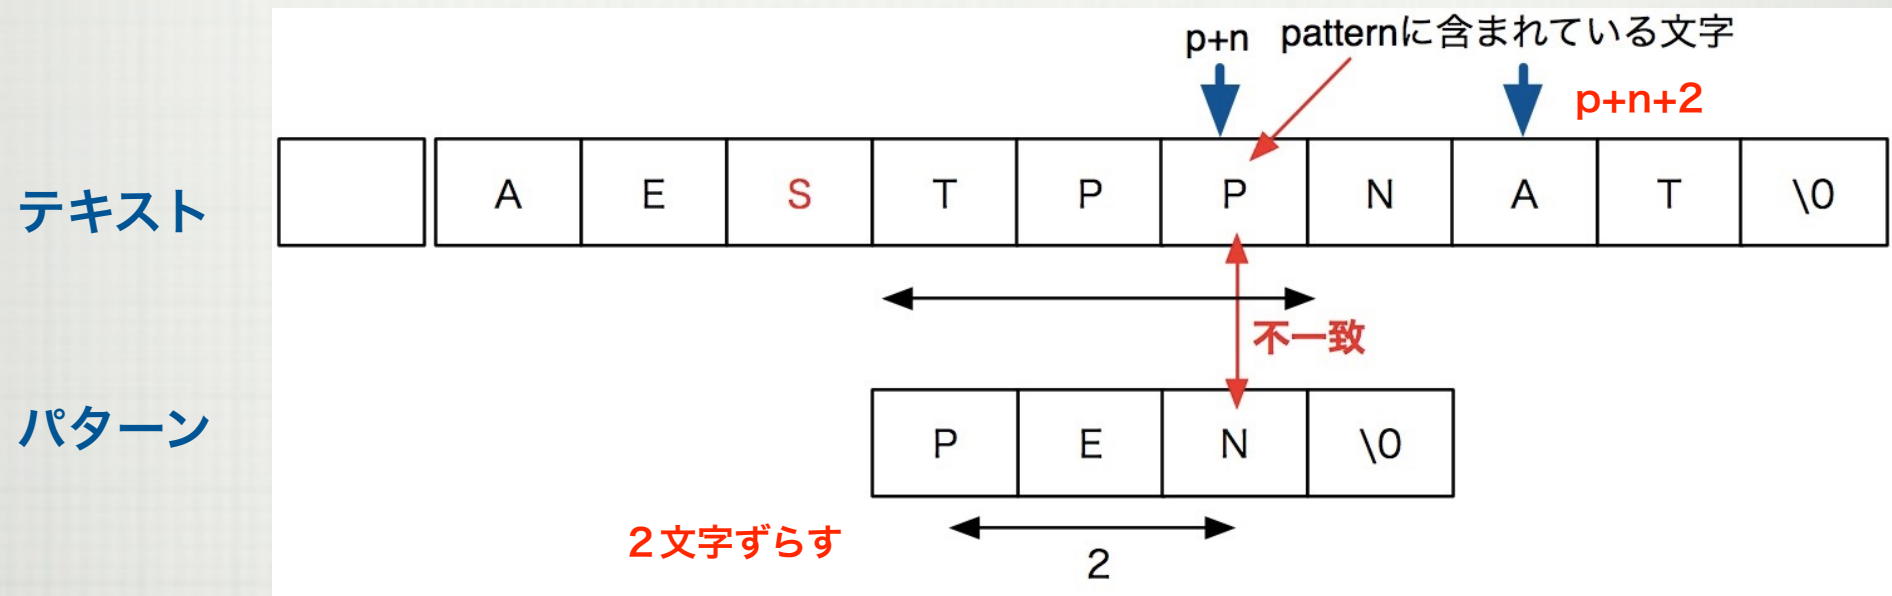 p+n patternに含まれている文字
p+n+2
テキスト A E S T P P N A T \0
不一致
パターン P E N \0
2文字ずらす 2